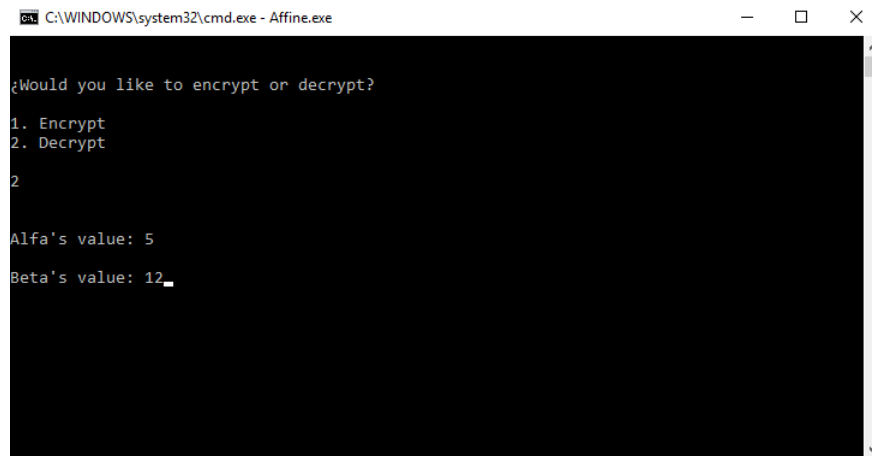 C:\WINDOWS\system32\cmd.exe - Affine.exe
¿Would you like to encrypt or decrypt?
1. Encrypt
2. Decrypt
2
Alfa's value: 5
Beta's value: 12